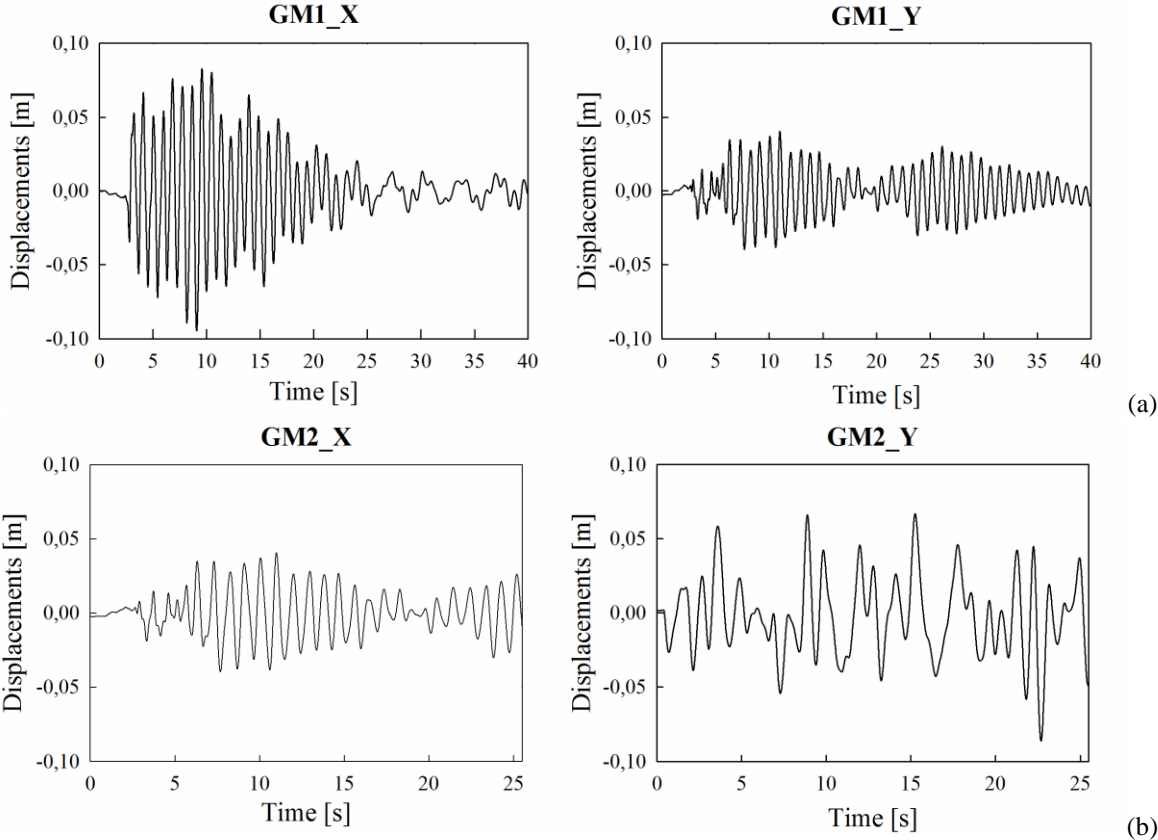 GM1_X
GM1_Y
0,10
0,05
0,00
-0,05
-0,10
Displacements [m]
0 5 10 15 20 25 30 35 40
Time [s]
0,10
0,05
0,00
-0,05
-0,10
Displacements [m]
0 5 10 15 20 25 30 35 40
Time [s]
(a)
GM2_X
GM2_Y
0,10
0,05
0,00
-0,05
-0,10
Displacements [m]
0 5 10 15 20 25
Time [s]
0,10
0,05
0,00
-0,05
-0,10
Displacements [m]
0 5 10 15 20 25
Time [s]
(b)